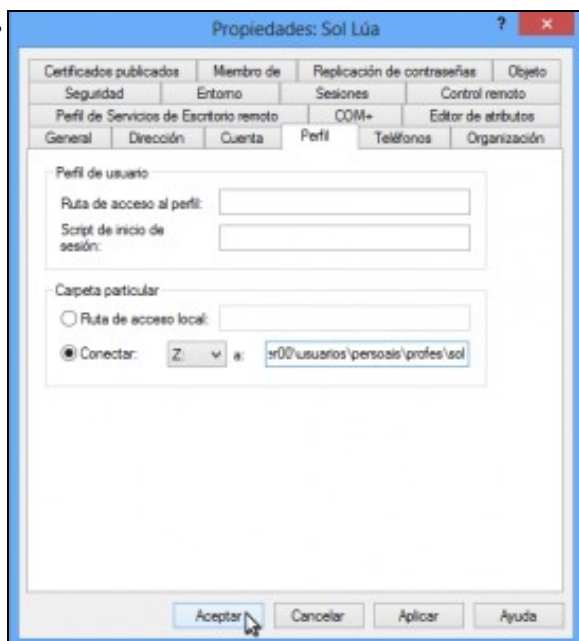 Propiedades: Sol Lúa
?
Certificados publicados Miembro de Replicación de contraseñas Objeto
Seguridad Entorno Sesiones Control remoto
Perfil de Servicios de Escritorio remoto COM+ Editor de atributos
General Dirección Cuenta Perfil Teléfonos Organización
Perfil de usuario
Ruta de acceso al perfil:
Script de inicio de
sesión:
Carpeta particular
Ruta de acceso local:
Conectar: Z: a: er00\usuarios\persoais\profes\sol
Aceptar Cancelar Aplicar Ayuda